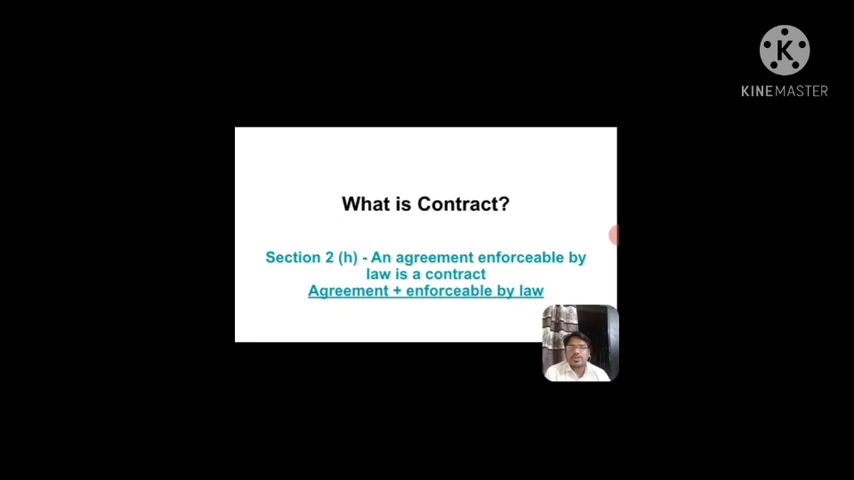 K
KINEMASTER
What is Contract?
Section 2 (h) - An agreement enforceable by
law is a contract
Agreement + enforceable by law